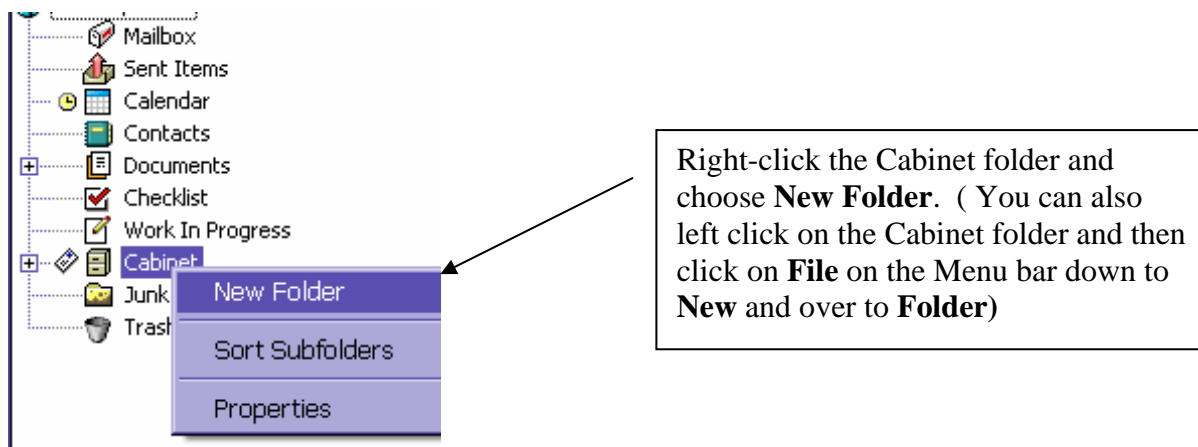 Mailbox
Sent Items
Calendar
Contacts
Documents
Checklist
Work In Progress
Cabinet
Junk
Trash
New Folder
Sort Subfolders
Properties
Right-click the Cabinet folder and
choose New Folder. ( You can also
left click on the Cabinet folder and then
click on File on the Menu bar down to
New and over to Folder)